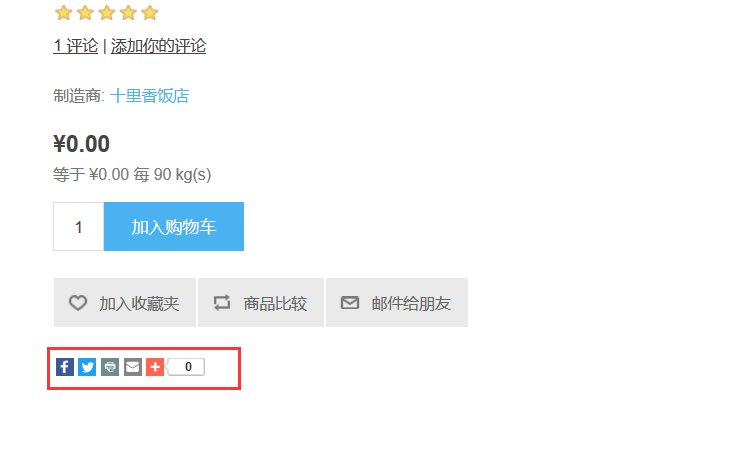 1 评论 | 添加你的评论
制造商: 十里香饭店
¥0.00
等于 ¥0.00 每 90 kg(s)
1 加入购物车
加入收藏夹 商品比较 邮件给朋友
0